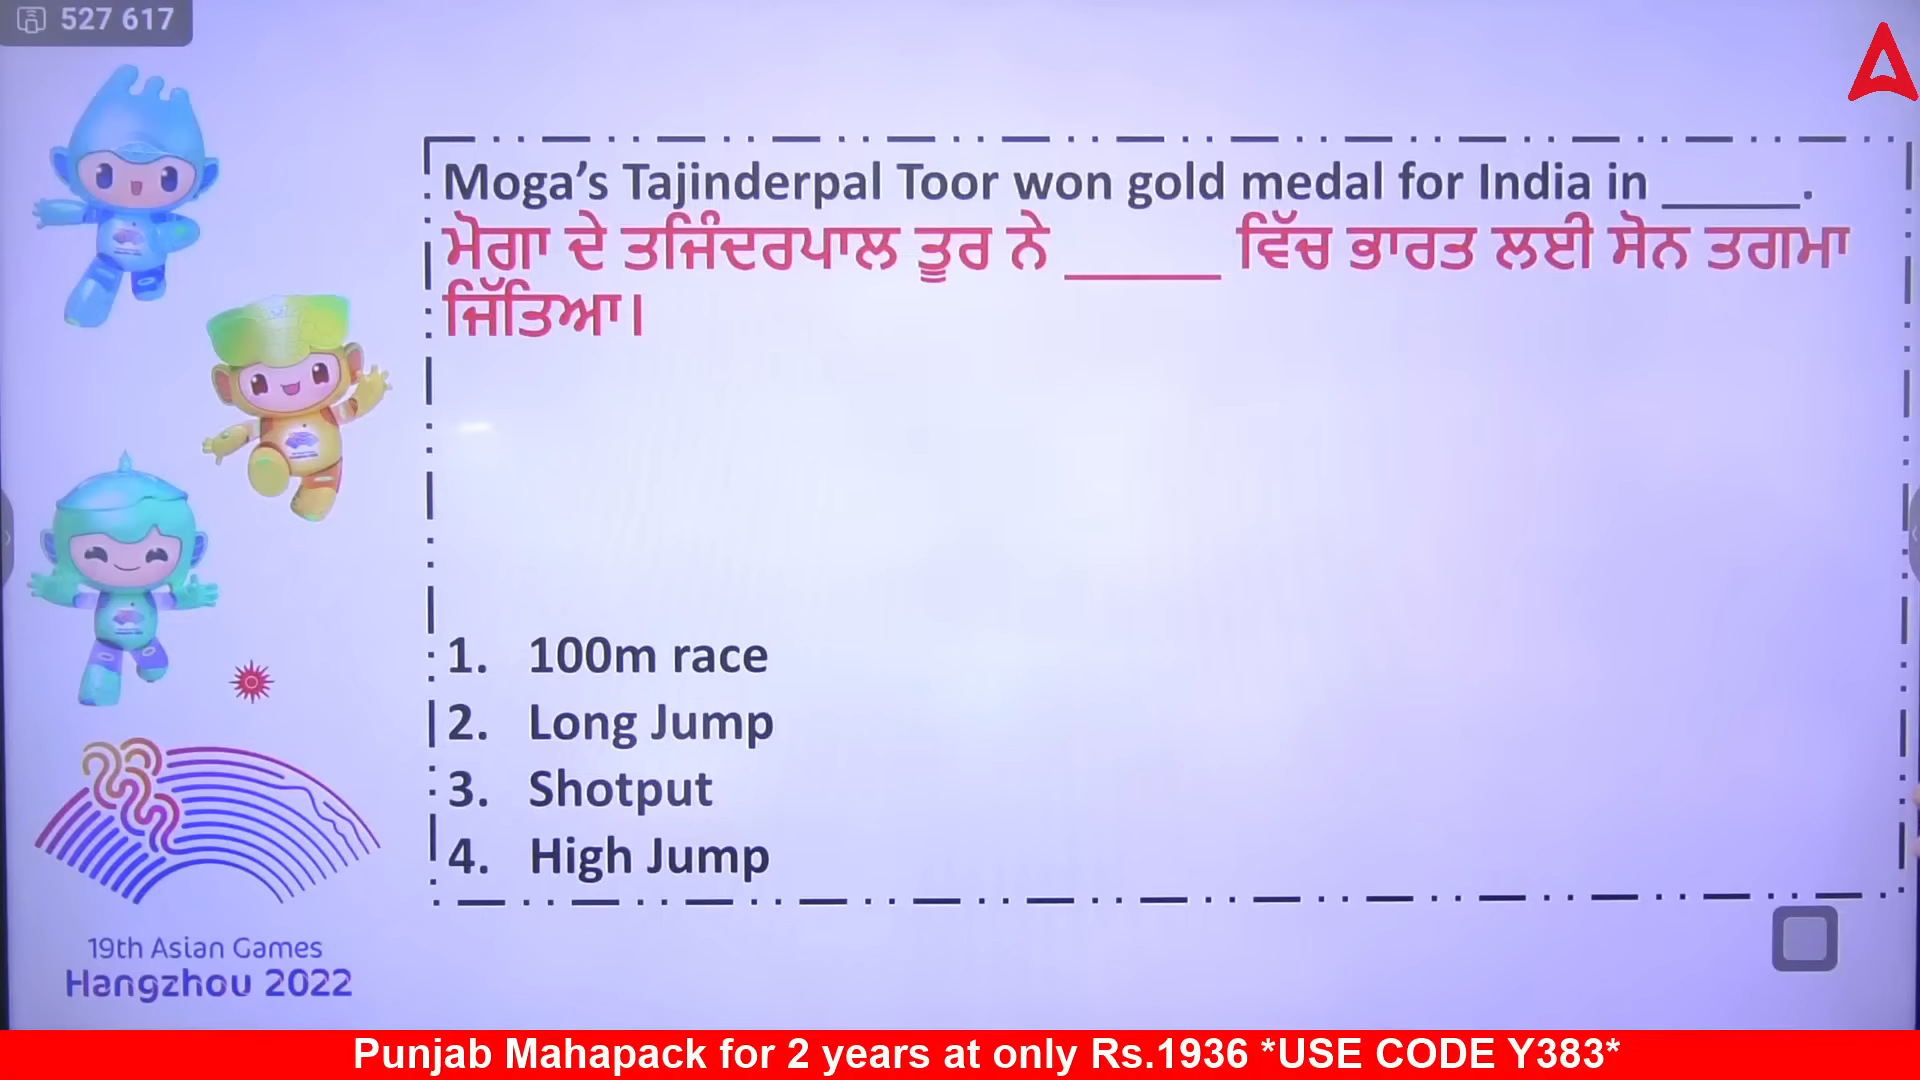 527 617
Moga’s Tajinderpal Toor won gold medal for India in _____.
ਮੋਗਾ ਦੇ ਤਜਿੰਦਰਪਾਲ ਤੂਰ ਨੇ ______ ਵਿੱਚ ਭਾਰਤ ਲਈ ਸੋਨ ਤਗਮਾ
ਜਿੱਤਿਆ।
1. 100m race
2. Long Jump
3. Shotput
4. High Jump
19th Asian Games
Hangzhou 2022
Punjab Mahapack for 2 years at only Rs.1936 *USE CODE Y383*